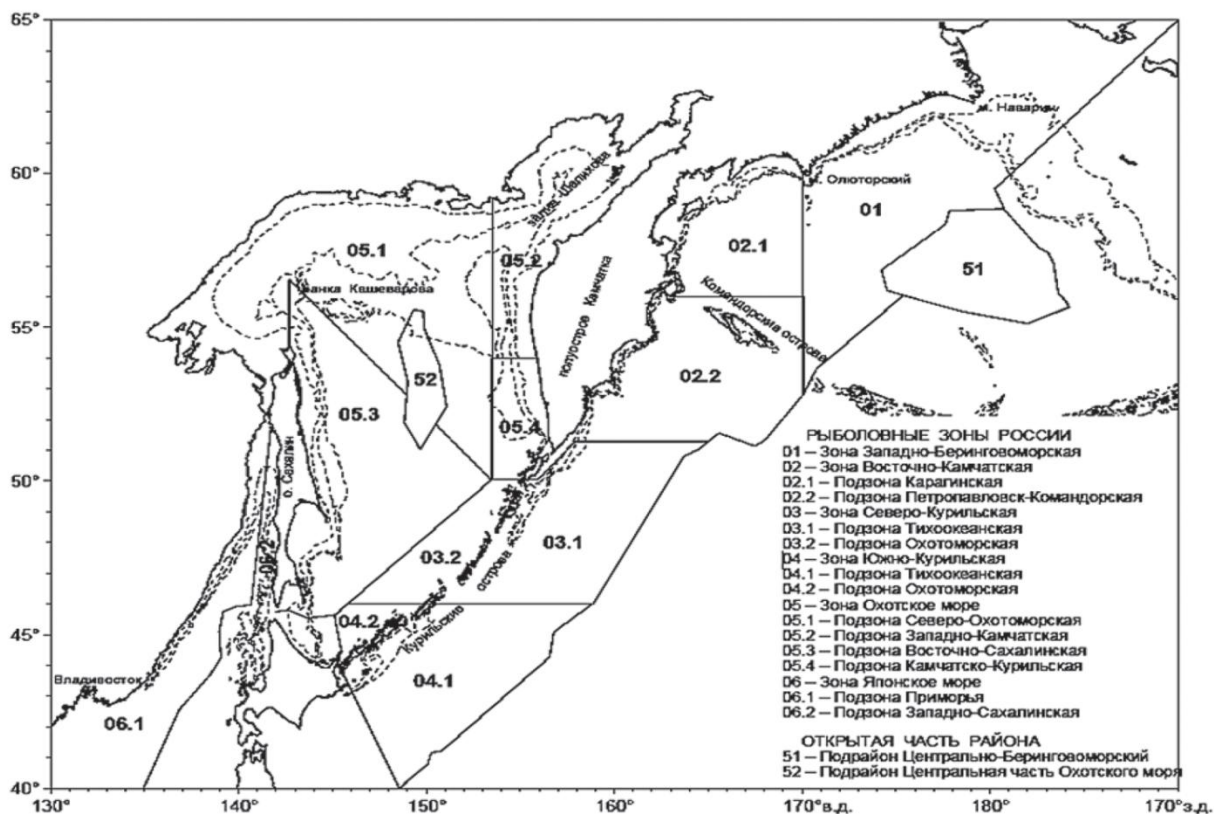 65°
60°
55°
50°
45°
40°
130°
140°
150°
160°
170°в.д.
180°
170°з.д.
м. Наварин
м. Олюторский
01
02.1
51
залив Шелихова
05.1
05.2
банка Кашеварова
полуостров Камчатка
Командорские острова
52
02.2
05.3
05.4
о. Сахалин
03.2
03.1
Курильские острова
06.2
04.2
04.1
Владивосток
06.1
РЫБОЛОВНЫЕ ЗОНЫ РОССИИ
01 – Зона Западно-Беринговоморская
02 – Зона Восточно-Камчатская
02.1 – Подзона Карагинская
02.2 – Подзона Петропавловск-Командорская
03 – Зона Северо-Курильская
03.1 – Подзона Тихоокеанская
03.2 – Подзона Охотоморская
04 – Зона Южно-Курильская
04.1 – Подзона Тихоокеанская
04.2 – Подзона Охотоморская
05 – Зона Охотское море
05.1 – Подзона Северо-Охотоморская
05.2 – Подзона Западно-Камчатская
05.3 – Подзона Восточно-Сахалинская
05.4 – Подзона Камчатско-Курильская
06 – Зона Японское море
06.1 – Подзона Приморья
06.2 – Подзона Западно-Сахалинская
ОТКРЫТАЯ ЧАСТЬ РАЙОНА
51 – Подрайон Центрально-Беринговоморский
52 – Подрайон Центральная часть Охотского моря